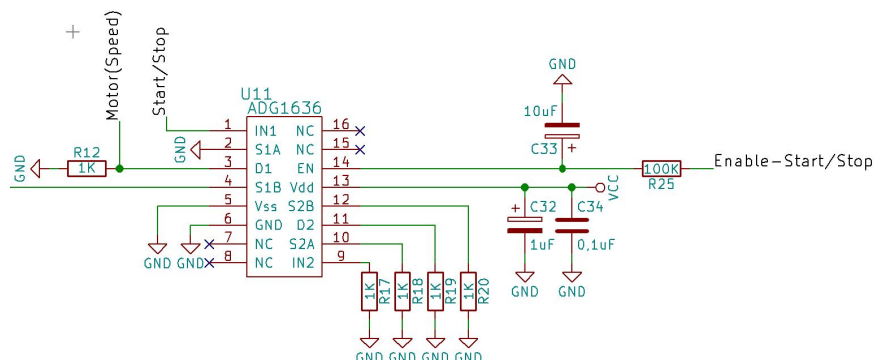 Motor(Speed)
Start/Stop
U11
ADG1636
1 IN1 NC 16
2 S1A NC 15
3 D1 EN 14
4 S1B Vdd 13
5 Vss S2B 12
6 GND D2 11
7 NC S2A 10
8 NC IN2 9
GND
R12
1K
GND
GND
GND
GND
GND
10uF
C33
+
100K
R25
Enable-Start/Stop
VCC
+
C32
1uF
GND
C34
0,1uF
GND
1K
R17
1K
R18
1K
R19
1K
R20
GND GND GND GND